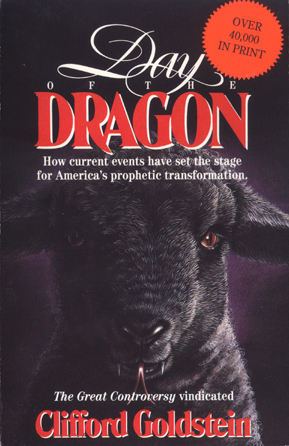 OVER
40,000
IN PRINT
Day
OF THE
DRAGON
How current events have set the stage
for America's prophetic transformation.
The Great Controversy vindicated
Clifford Goldstein